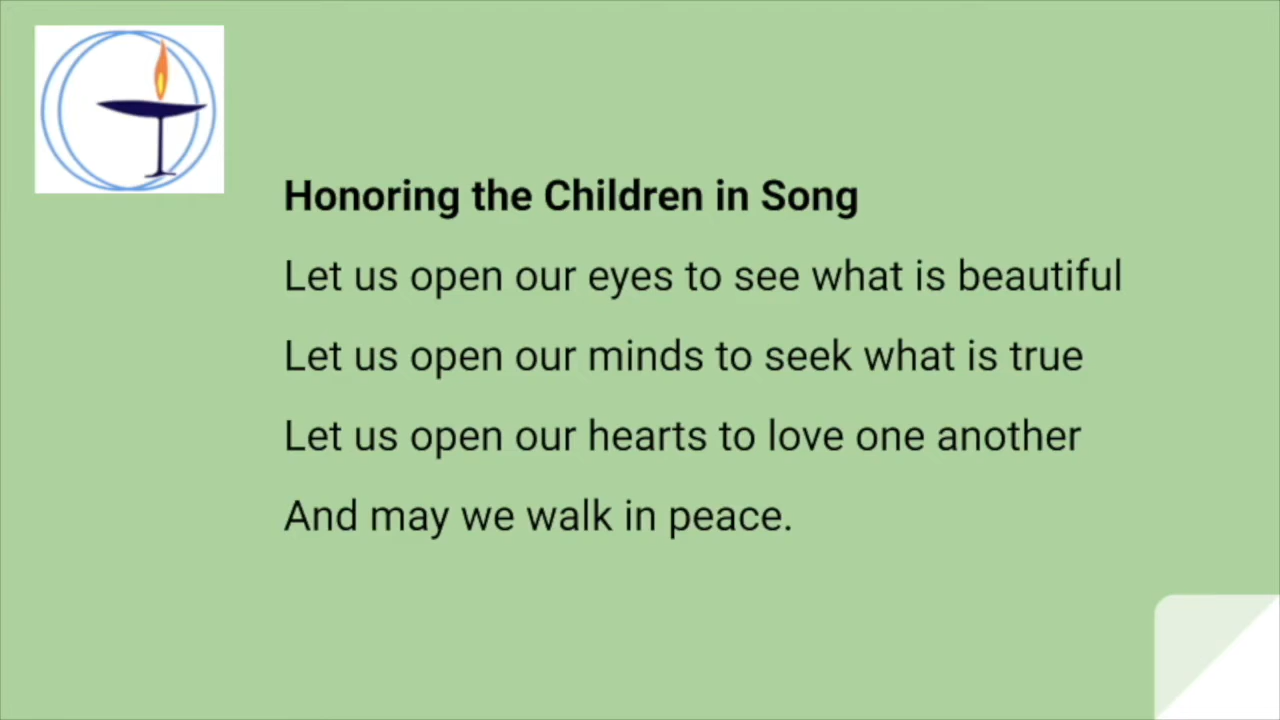 Honoring the Children in Song
Let us open our eyes to see what is beautiful
Let us open our minds to seek what is true
Let us open our hearts to love one another
And may we walk in peace.